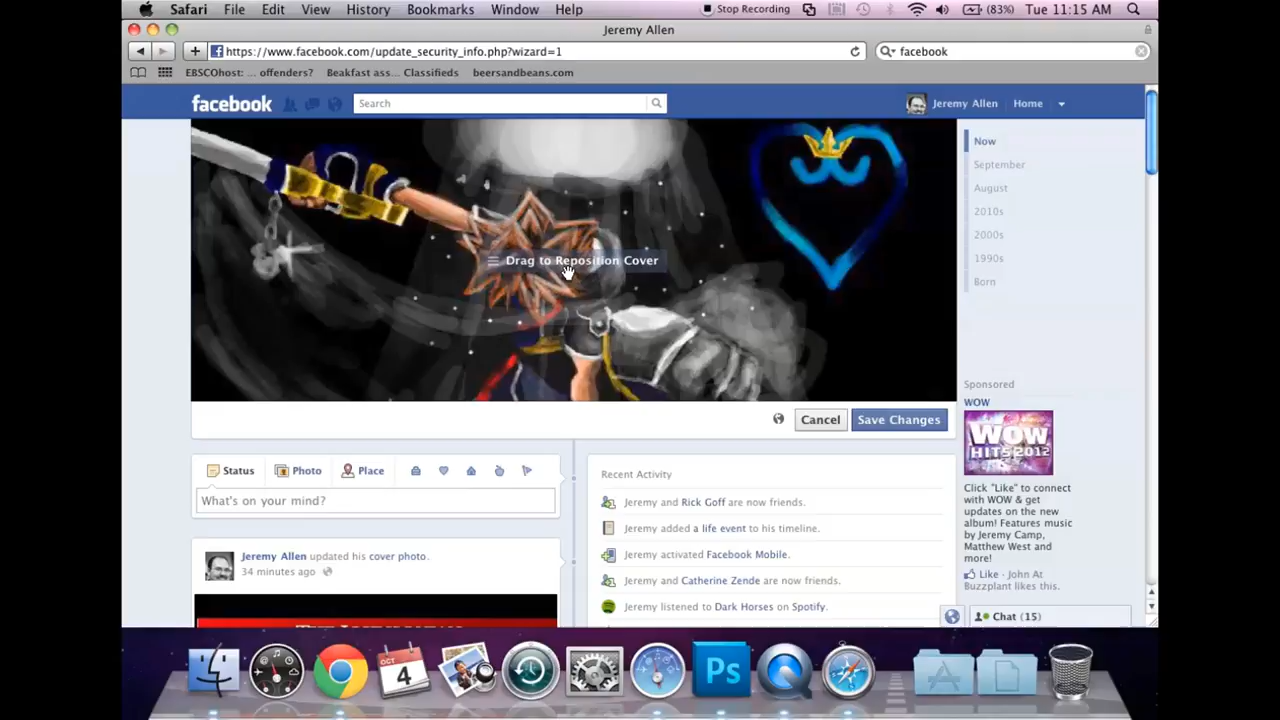 Safari File Edit View History Bookmarks Window Help Stop Recording (83%) Tue 11:15 AM
Jeremy Allen
https://www.facebook.com/update_security_info.php?wizard=1 facebook
EBSCOhost: ... offenders? Beakfast ass... Classifieds beersandbeans.com
facebook Search Jeremy Allen Home
Now
September
August
2010s
2000s
1990s
Born
Drag to Reposition Cover
Cancel Save Changes
Sponsored
WOW
WOW
HITS 2012
Click "Like" to connect
with WOW & get
updates on the new
album! Features music
by Jeremy Camp,
Matthew West and
more!
Like · John At
Buzzplant likes this.
Status Photo Place
What's on your mind?
Jeremy Allen updated his cover photo.
34 minutes ago
Recent Activity
Jeremy and Rick Goff are now friends.
Jeremy added a life event to his timeline.
Jeremy activated Facebook Mobile.
Jeremy and Catherine Zende are now friends.
Jeremy listened to Dark Horses on Spotify.
Chat (15)
OCT
4
Ps